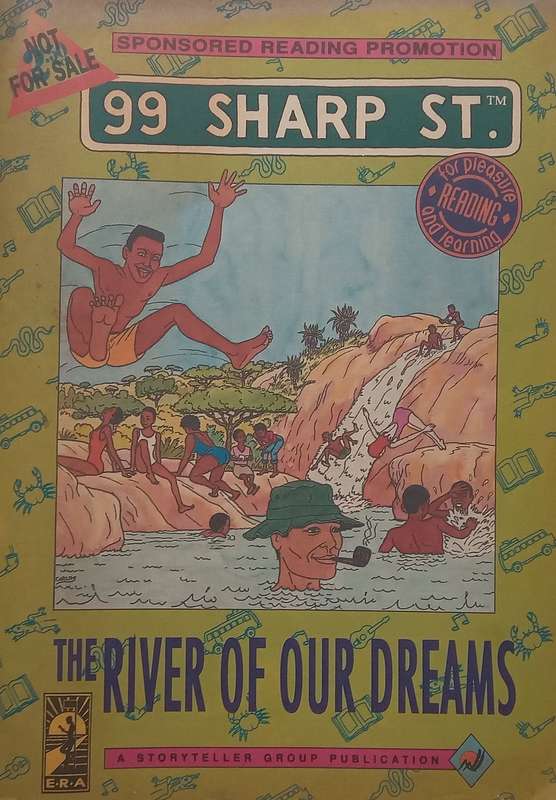 NOT
FOR SALE
SPONSORED READING PROMOTION
99 SHARP ST.™
for pleasure
READING
and learning
CARLOS
THE RIVER OF OUR DREAMS
E·R·A
A STORYTELLER GROUP PUBLICATION